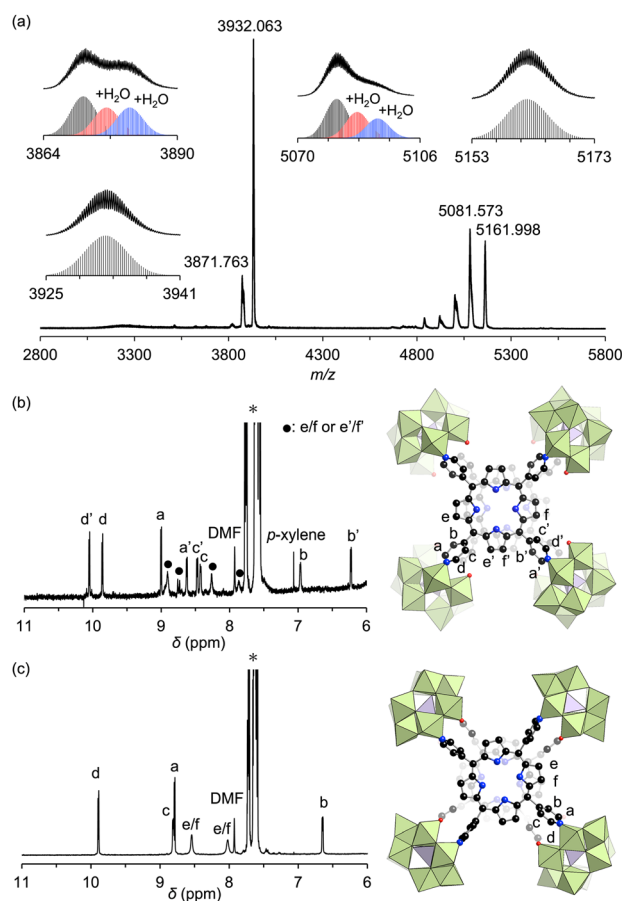 (a)
3932.063
+H₂O
+H₂O
3864
3890
+H₂O
+H₂O
5070
5106
5153
5173
3925
3941
3871.763
5081.573
5161.998
2800
3300
3800
4300
4800
5300
5800
m/z
(b)
*
●: e/f or e'/f'
d'
d
a
a'
c'
c
DMF
p-xylene
b
b'
11
10
9
8
7
6
δ (ppm)
e
f
b
c'
d'
a
c
d
e'
f'
b'
a'
(c)
*
d
a
c
e/f
e/f
DMF
b
11
10
9
8
7
6
δ (ppm)
e
f
b
a
c
d